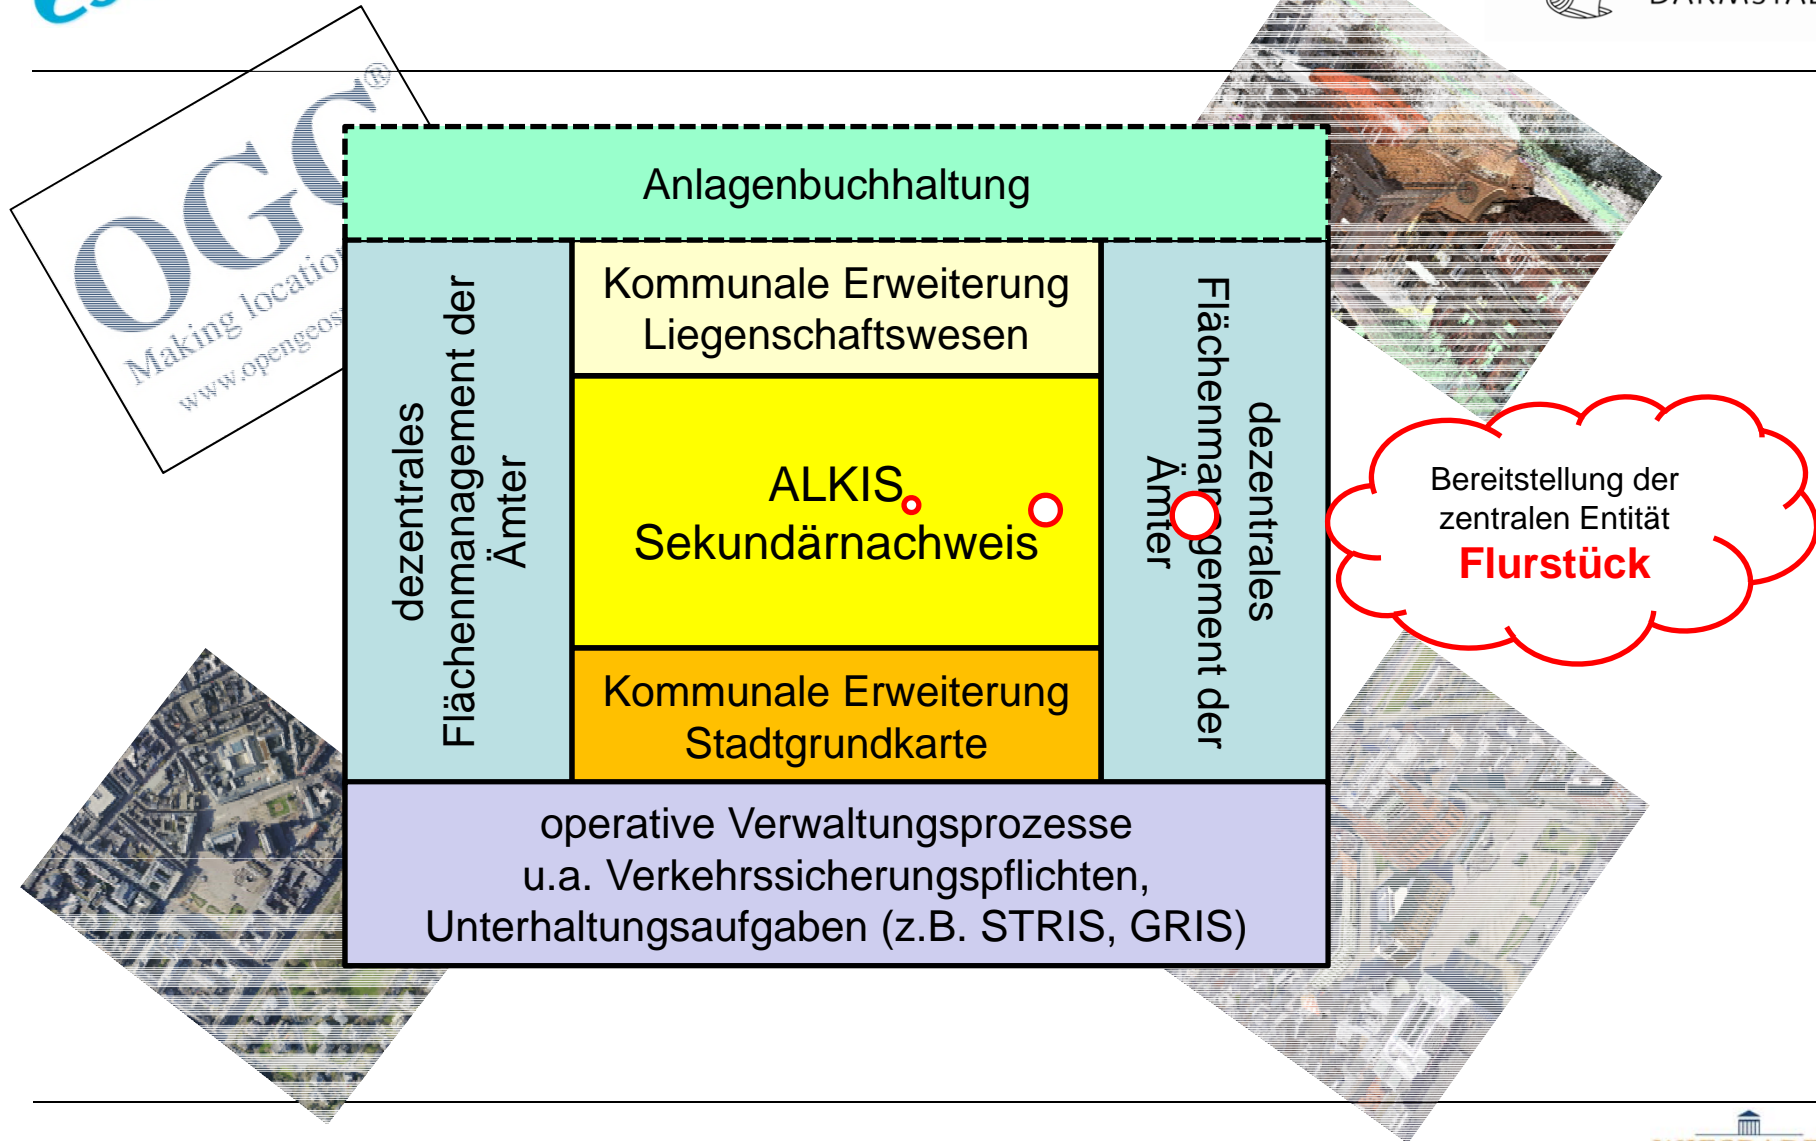 OGC®
Making location
www.opengeos
Anlagenbuchhaltung
dezentrales
Flächenmanagement der
Ämter
Kommunale Erweiterung
Liegenschaftswesen
ALKIS
Sekundärnachweis
Kommunale Erweiterung
Stadtgrundkarte
dezentrales
Flächenmanagement der
Ämter
Bereitstellung der
zentralen Entität
Flurstück
operative Verwaltungsprozesse
u.a. Verkehrssicherungspflichten,
Unterhaltungsaufgaben (z.B. STRIS, GRIS)